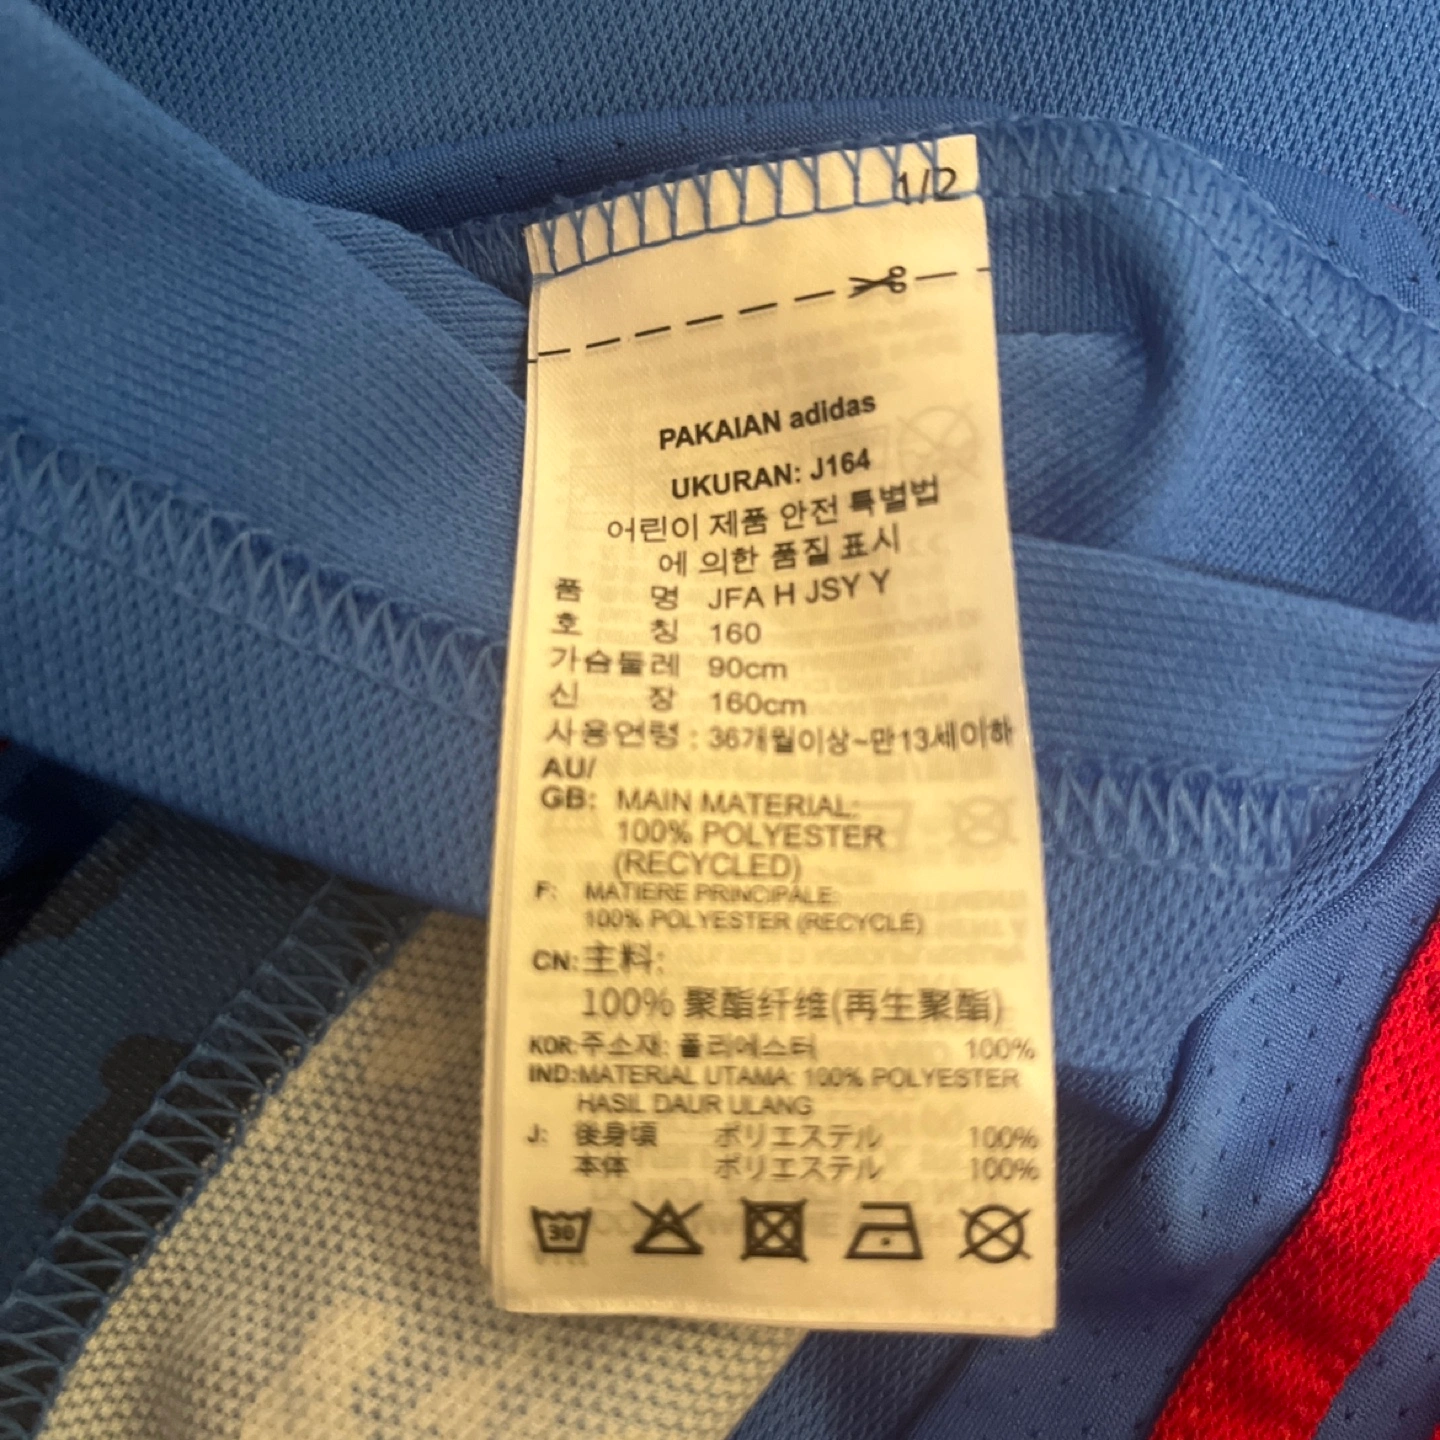 1/2
PAKAIAN adidas
UKURAN: J164
어린이 제품 안전 특별법
에 의한 품질 표시
품 명 JFA H JSY Y
호 칭 160
가슴둘레 90cm
신 장 160cm
사용연령 : 36개월이상~만13세이하
AU/
GB: MAIN MATERIAL:
100% POLYESTER
(RECYCLED)
F: MATIERE PRINCIPALE:
100% POLYESTER (RECYCLÉ)
CN: 主料:
100% 聚酯纤维(再生聚酯)
KOR: 주소재: 폴리에스터 100%
IND: MATERIAL UTAMA: 100% POLYESTER
HASIL DAUR ULANG
J: 後身頃 ポリエステル 100%
本体 ポリエステル 100%
30